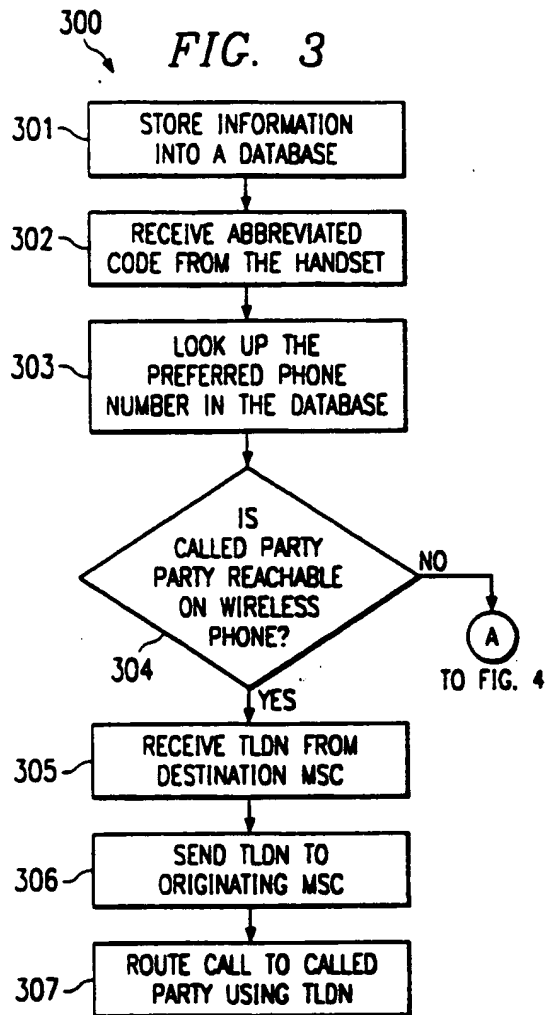 300
FIG. 3
301
STORE INFORMATION
INTO A DATABASE
302
RECEIVE ABBREVIATED
CODE FROM THE HANDSET
303
LOOK UP THE
PREFERRED PHONE
NUMBER IN THE DATABASE
IS
CALLED PARTY
PARTY REACHABLE
ON WIRELESS
PHONE?
304
NO
A
TO FIG. 4
YES
305
RECEIVE TLDN FROM
DESTINATION MSC
306
SEND TLDN TO
ORIGINATING MSC
307
ROUTE CALL TO CALLED
PARTY USING TLDN